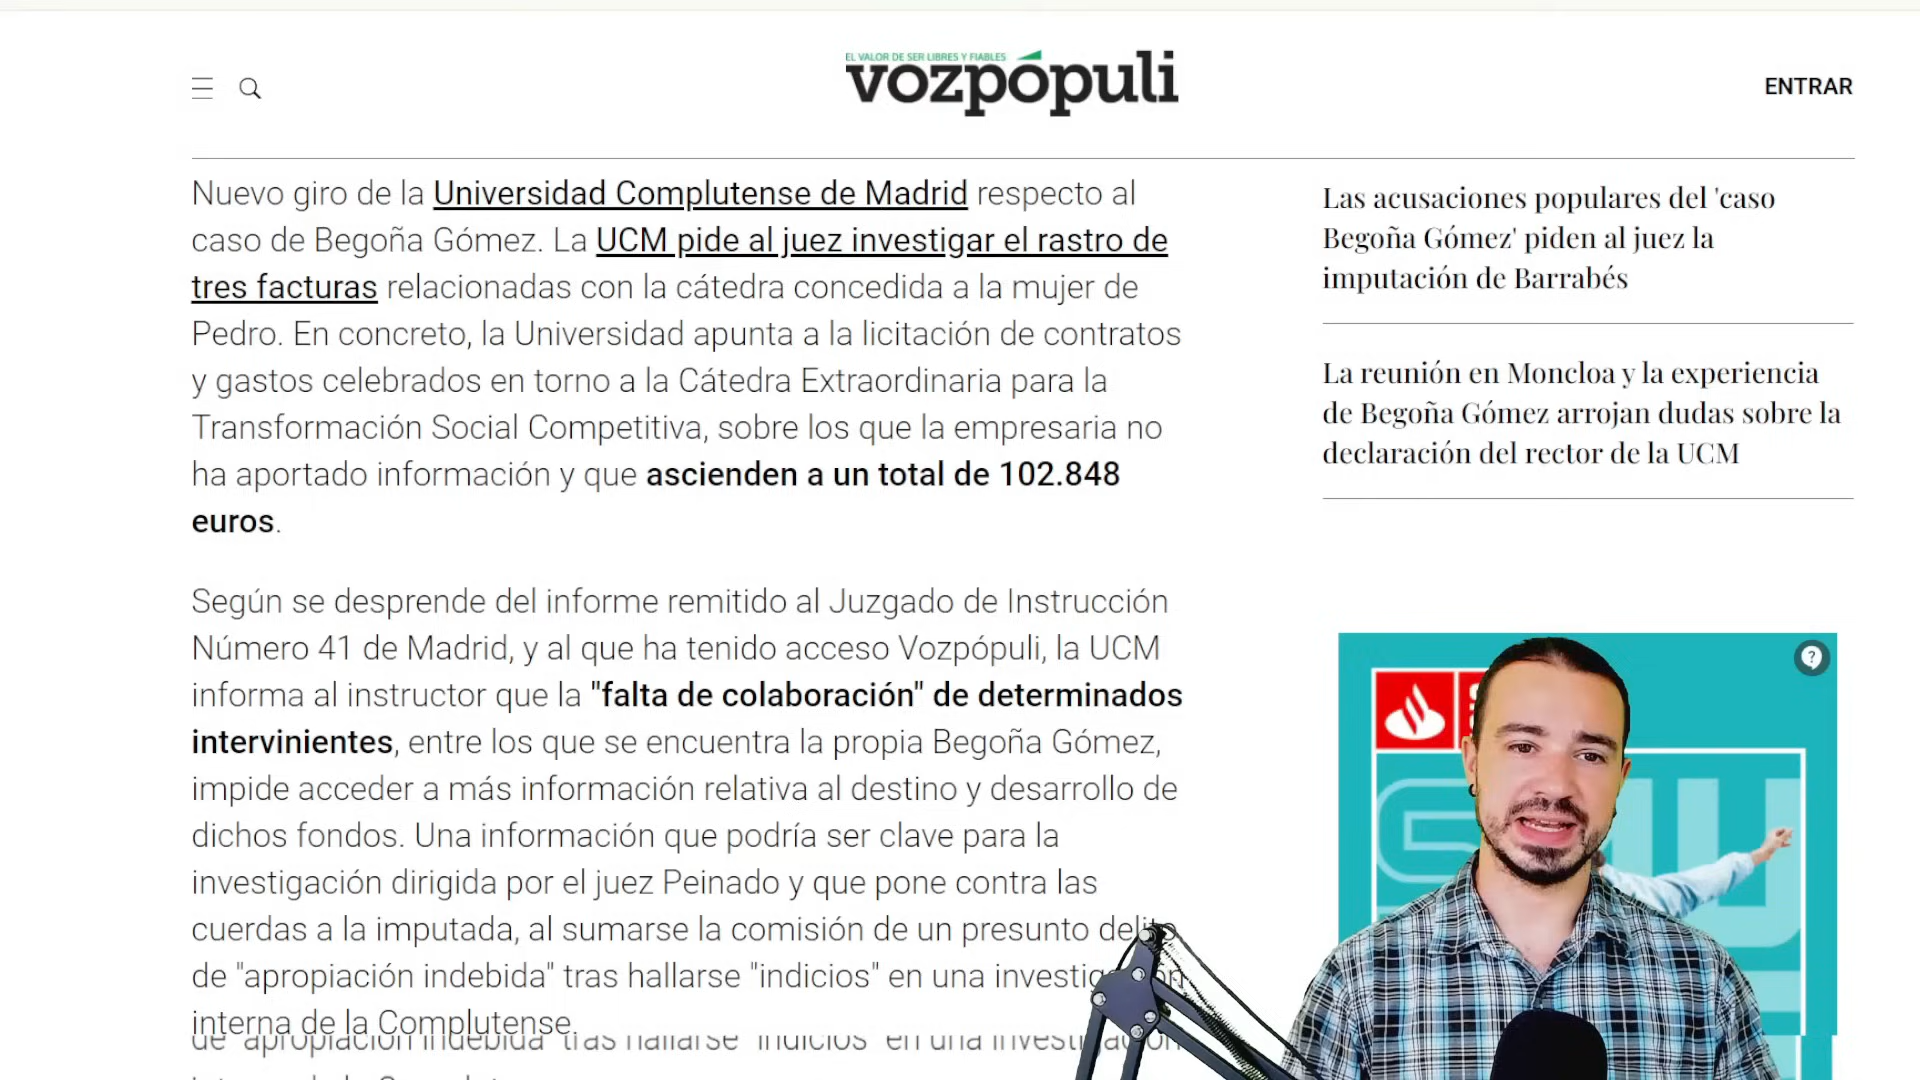 EL VALOR DE SER LIBRES Y FIABLES
vozpópuli
ENTRAR
Nuevo giro de la Universidad Complutense de Madrid respecto al
caso de Begoña Gómez. La UCM pide al juez investigar el rastro de
tres facturas relacionadas con la cátedra concedida a la mujer de
Pedro. En concreto, la Universidad apunta a la licitación de contratos
y gastos celebrados en torno a la Cátedra Extraordinaria para la
Transformación Social Competitiva, sobre los que la empresaria no
ha aportado información y que ascienden a un total de 102.848
euros.
Según se desprende del informe remitido al Juzgado de Instrucción
Número 41 de Madrid, y al que ha tenido acceso Vozpópuli, la UCM
informa al instructor que la "falta de colaboración" de determinados
intervinientes, entre los que se encuentra la propia Begoña Gómez,
impide acceder a más información relativa al destino y desarrollo de
dichos fondos. Una información que podría ser clave para la
investigación dirigida por el juez Peinado y que pone contra las
cuerdas a la imputada, al sumarse la comisión de un presunto delito
de "apropiación indebida" tras hallarse "indicios" en una investigación
interna de la Complutense.
de "apropiación indebida" tras hallarse "indicios" en una investigación
Las acusaciones populares del 'caso
Begoña Gómez' piden al juez la
imputación de Barrabés
La reunión en Moncloa y la experiencia
de Begoña Gómez arrojan dudas sobre la
declaración del rector de la UCM
?